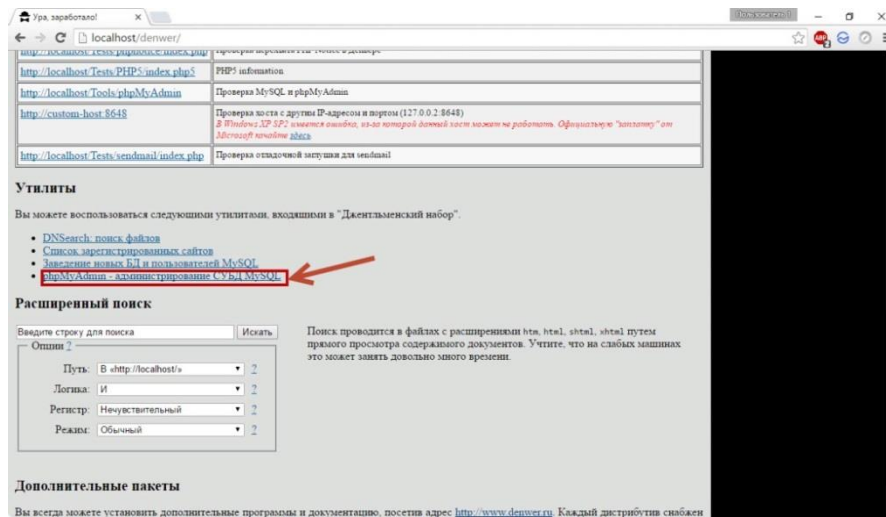 Ура, заработало!
localhost/denwer/
http://localhost/Tests/phpnotice/index.php
http://localhost/Tests/PHP5/index.php5 PHP5 information
http://localhost/Tools/phpMyAdmin Проверка MySQL и phpMyAdmin
http://custom-host:8648 Проверка хоста с другим IP-адресом и портом (127.0.0.2:8648)
В Windows XP SP2 имеется ошибка, из-за которой данный хост может не работать. Официальную "заплатку" от
Microsoft качайте здесь.
http://localhost/Tests/sendmail/index.php Проверка отладочной заглушки для sendmail
Утилиты
Вы можете воспользоваться следующими утилитами, входящими в "Джентльменский набор".
DNSearch: поиск файлов
Список зарегистрированных сайтов
Заведение новых БД и пользователей MySQL
phpMyAdmin - администрирование СУБД MySQL
Расширенный поиск
Введите строку для поиска Искать
Опции ?
Путь: В «http://localhost/» ?
Логика: И ?
Регистр: Нечувствительный ?
Режим: Обычный ?
Поиск проводится в файлах с расширениями htm, html, shtml, xhtml путем
прямого просмотра содержимого документов. Учтите, что на слабых машинах
это может занять довольно много времени.
Дополнительные пакеты
Вы всегда можете установить дополнительные программы и документацию, посетив адрес http://www.denwer.ru. Каждый дистрибутив снабжен